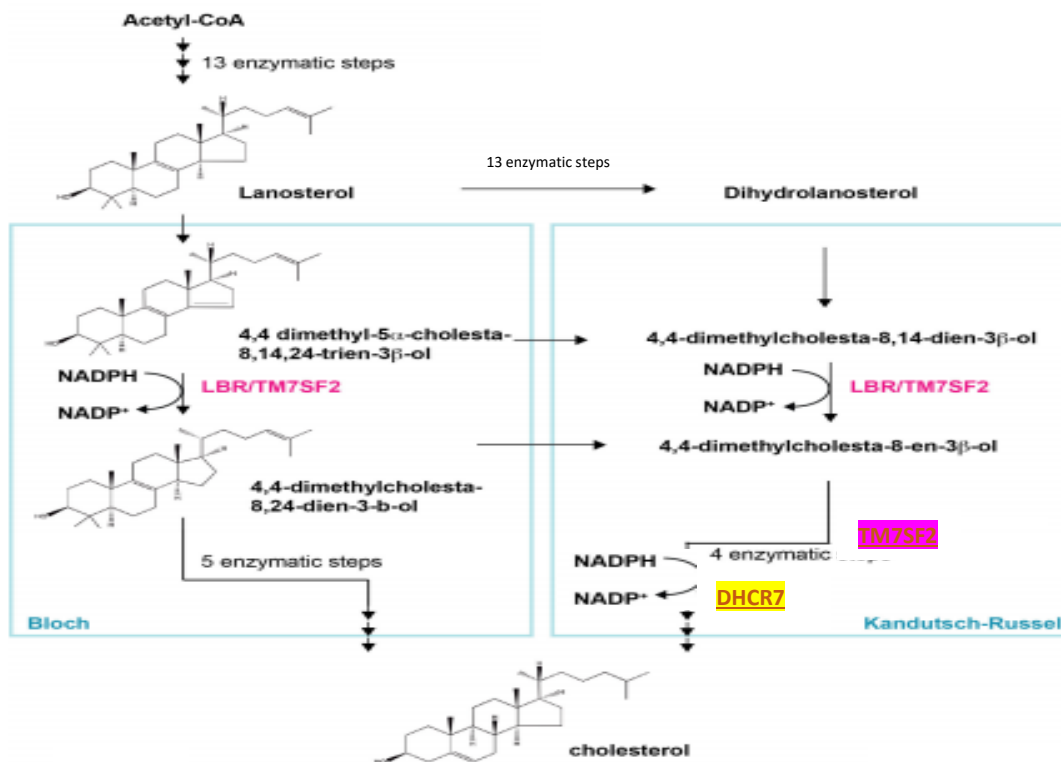 Acetyl-CoA
13 enzymatic steps
13 enzymatic steps
Lanosterol
Dihydrolanosterol
4,4 dimethyl-5α-cholesta-
8,14,24-trien-3β-ol
4,4-dimethylcholesta-8,14-dien-3β-ol
NADPH
LBR/TM7SF2
NADP+
NADPH
LBR/TM7SF2
NADP+
4,4-dimethylcholesta-8-en-3β-ol
4,4-dimethylcholesta-
8,24-dien-3-b-ol
TM7SF2
5 enzymatic steps
NADPH
4 enzymatic
NADP+
DHCR7
Bloch
Kandutsch-Russel
cholesterol